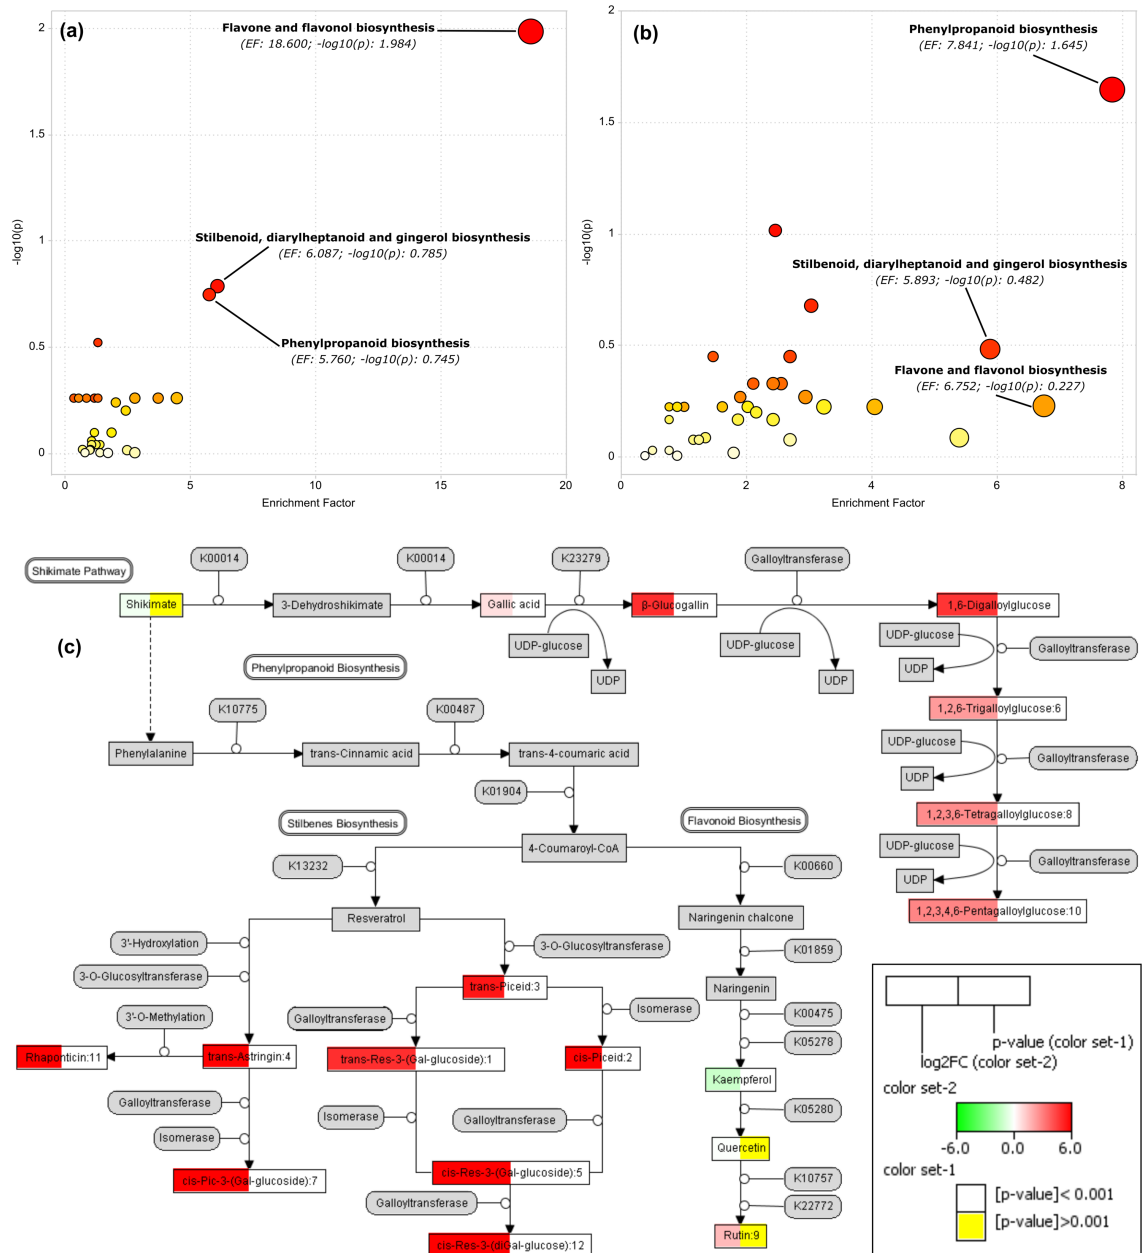 (a)
Flavone and flavonol biosynthesis
(EF: 18.600; -log10(p): 1.984)
Stilbenoid, diarylheptanoid and gingerol biosynthesis
(EF: 6.087; -log10(p): 0.785)
Phenylpropanoid biosynthesis
(EF: 5.760; -log10(p): 0.745)
2
1.5
1
0.5
0
-log10(p)
0
5
10
15
20
Enrichment Factor
(b)
Phenylpropanoid biosynthesis
(EF: 7.841; -log10(p): 1.645)
Stilbenoid, diarylheptanoid and gingerol biosynthesis
(EF: 5.893; -log10(p): 0.482)
Flavone and flavonol biosynthesis
(EF: 6.752; -log10(p): 0.227)
2
1.5
1
0.5
0
-log10(p)
0
2
4
6
8
Enrichment Factor
(c)
Shikimate Pathway
K00014
K00014
K23279
Galloyltransferase
Shikimate
3-Dehydroshikimate
Gallic acid
β-Glucogallin
1,6-Digalloylglucose
UDP-glucose
UDP
UDP-glucose
UDP
UDP-glucose
UDP
Galloyltransferase
1,2,6-Trigalloylglucose:6
UDP-glucose
UDP
Galloyltransferase
1,2,3,6-Tetragalloylglucose:8
UDP-glucose
UDP
Galloyltransferase
1,2,3,4,6-Pentagalloylglucose:10
Phenylpropanoid Biosynthesis
K10775
K00487
Phenylalanine
trans-Cinnamic acid
trans-4-coumaric acid
K01904
4-Coumaroyl-CoA
Stilbenes Biosynthesis
K13232
Resveratrol
3'-Hydroxylation
3-O-Glucosyltransferase
3'-O-Methylation
Rhaponticin:11
trans-Astringin:4
Galloyltransferase
Isomerase
cis-Pic-3-(Gal-glucoside):7
3-O-Glucosyltransferase
trans-Piceid:3
Galloyltransferase
Isomerase
trans-Res-3-(Gal-glucoside):1
cis-Piceid:2
Isomerase
Galloyltransferase
cis-Res-3-(Gal-glucoside):5
Galloyltransferase
cis-Res-3-(diGal-glucose):12
Flavonoid Biosynthesis
K00660
Naringenin chalcone
K01859
Naringenin
K00475
K05278
Kaempferol
K05280
Quercetin
K10757
K22772
Rutin:9
p-value (color set-1)
log2FC (color set-2)
color set-2
-6.0
0.0
6.0
color set-1
[p-value]< 0.001
[p-value]>0.001